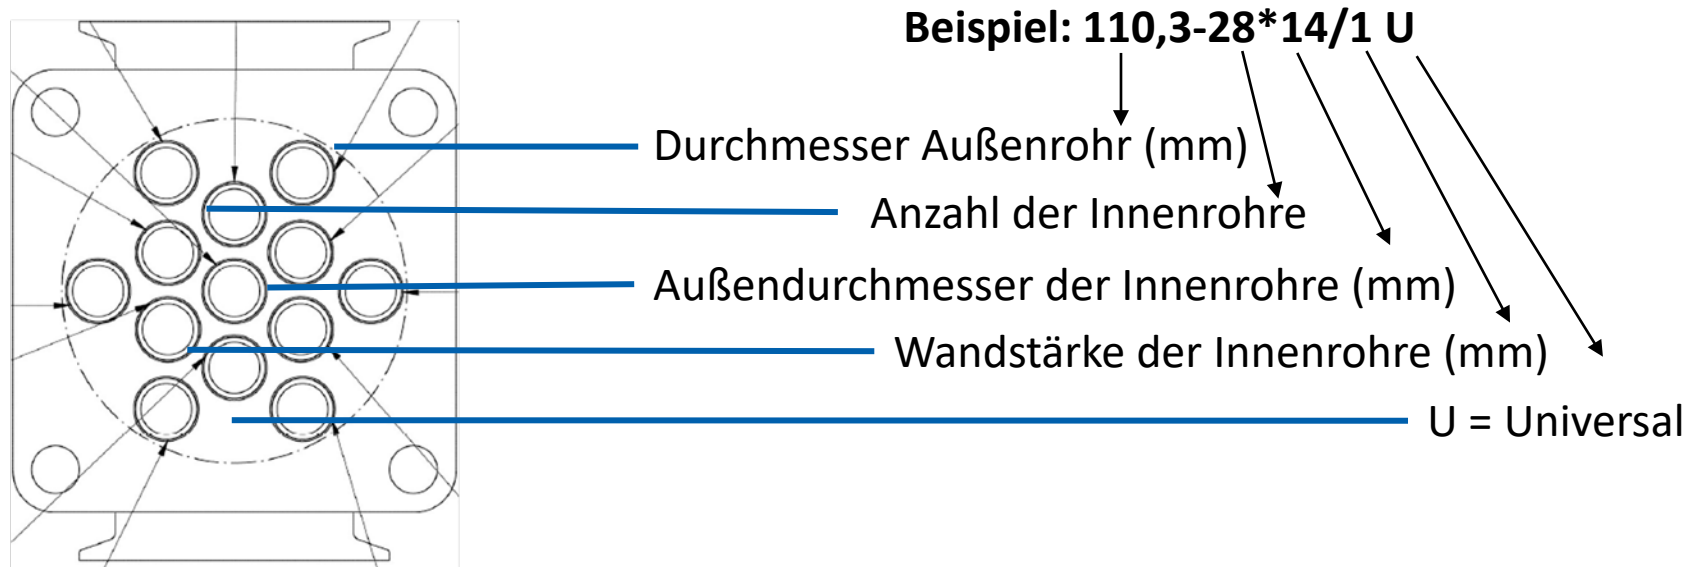 Beispiel: 110,3-28*14/1 U
Durchmesser Außenrohr (mm)
Anzahl der Innenrohre
Außendurchmesser der Innenrohre (mm)
Wandstärke der Innenrohre (mm)
U = Universal